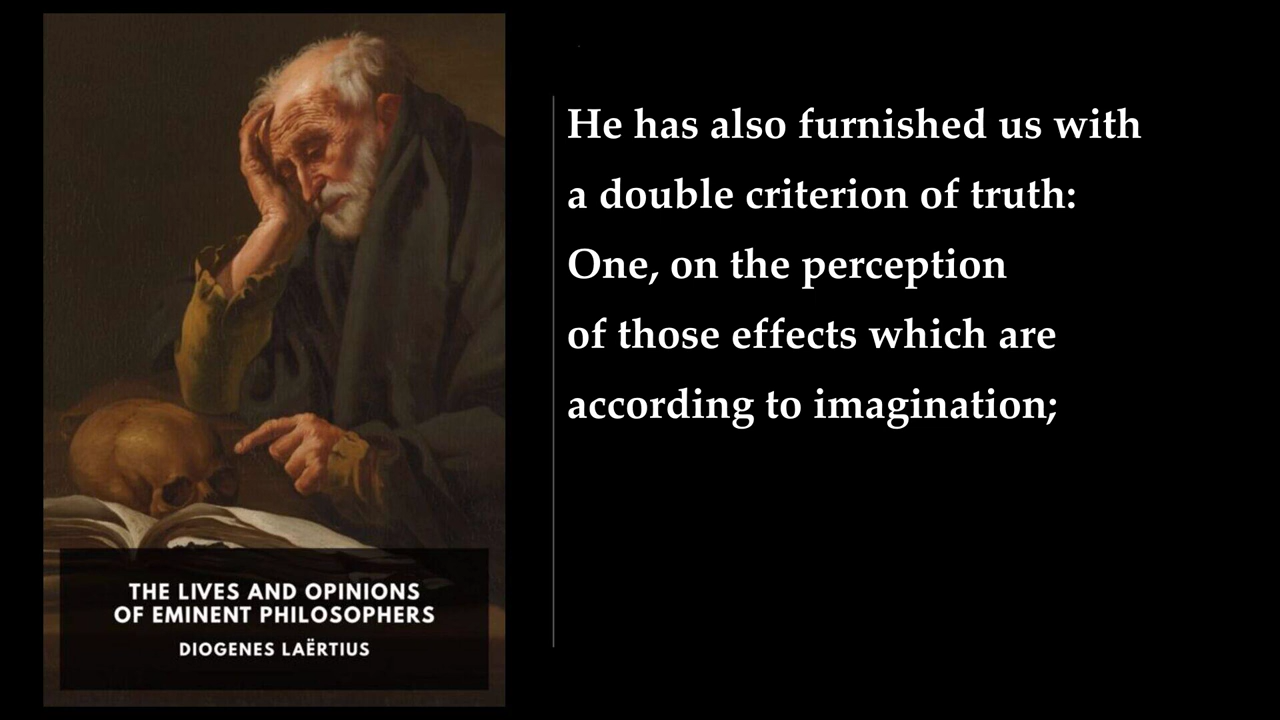 He has also furnished us with
a double criterion of truth:
One, on the perception
of those effects which are
according to imagination;
THE LIVES AND OPINIONS
OF EMINENT PHILOSOPHERS
DIOGENES LAËRTIUS